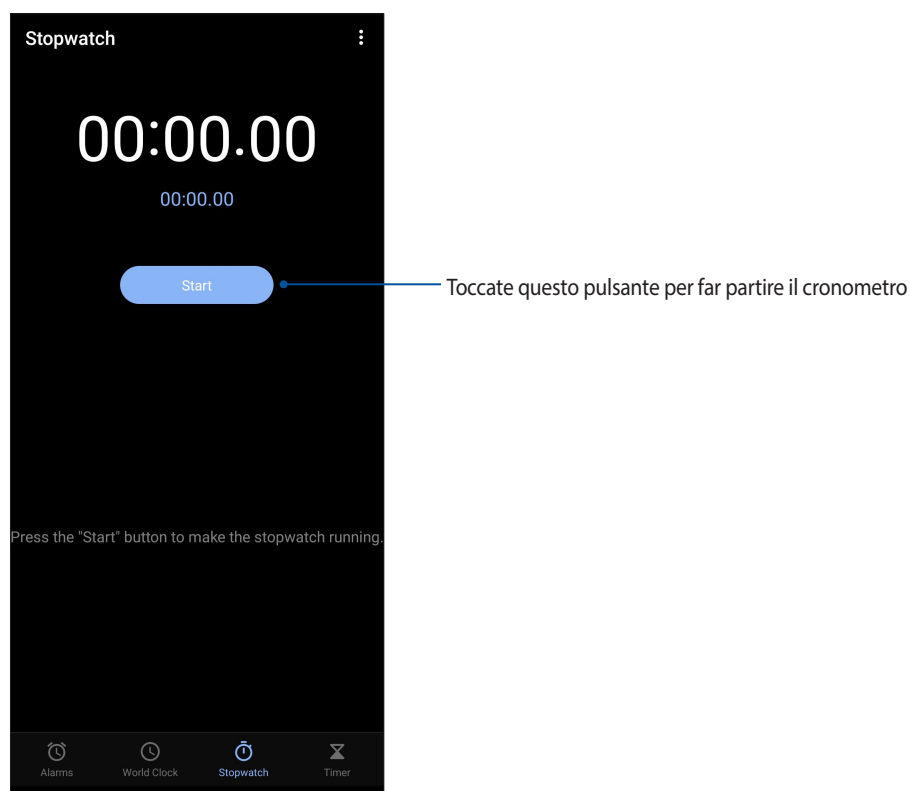 Stopwatch
00:00.00
00:00.00
Start
Toccate questo pulsante per far partire il cronometro
Press the "Start" button to make the stopwatch running.
Alarms
World Clock
Stopwatch
Timer